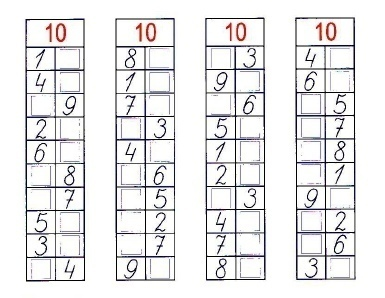 10 10 10 10
1 8 3 4
4 1 9 6
9 7 6 5
2 3 5 7
6 4 1 8
8 6 2 1
7 5 3 9
5 2 4 2
3 7 7 6
4 9 8 3